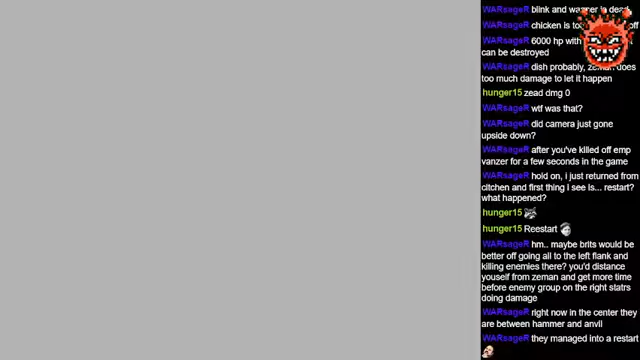 WARsageR blink and wanner is dead
WARsageR chicken is to off
WARsageR 6000 hp with
can be destroyed
WARsageR dish probably, does
too much damage to let it happen
hunger15 zead dmg 0
WARsageR wtf was that?
WARsageR did camera just gone
upside down?
WARsageR after you've killed off emp
vanzer for a few seconds in the game
WARsageR hold on, i just returned from
citchen and first thing i see is... restart?
what happened?
hunger15
hunger15 Reestart
WARsageR hm.. maybe brits would be
better off going all to the left flank and
killing enemies there? you'd distance
youself from zeman and get more time
before enemy group on the right statrs
doing damage
WARsageR right now in the center they
are between hammer and anvil
WARsageR they managed into a restart